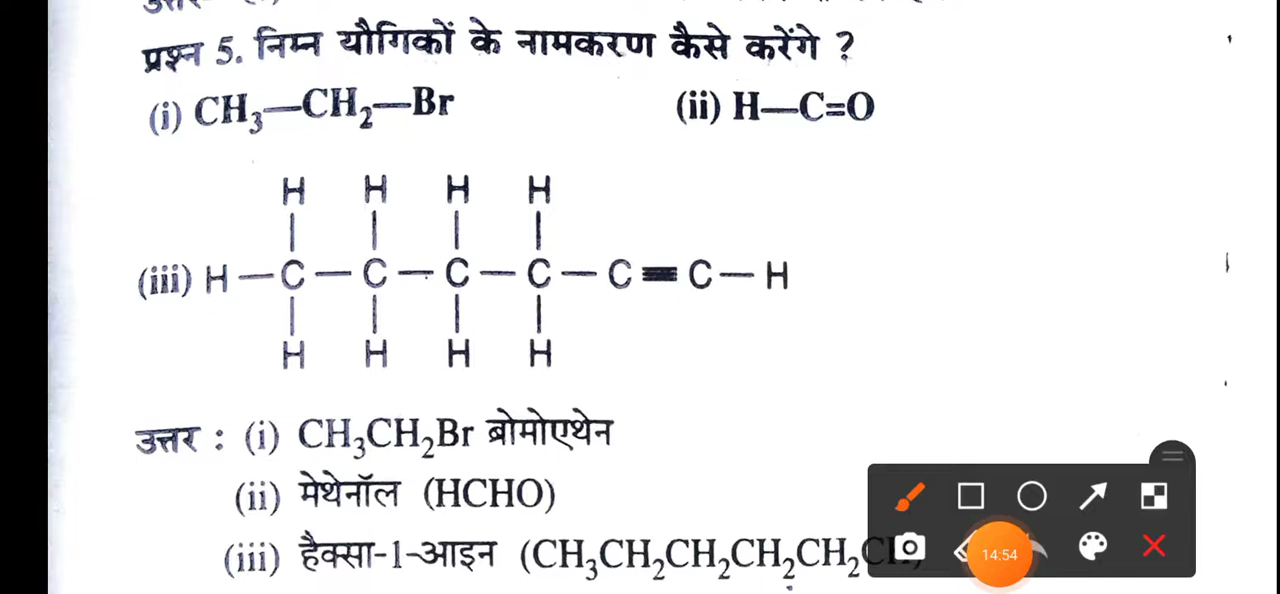 प्रश्न 5. निम्न यौगिकों के नामकरण कैसे करेंगे ?
(i) CH₃—CH₂—Br (ii) H—C=O
H H H H
(iii) H—C—C—C—C—C≡C—H
H H H H
उत्तर : (i) CH₃CH₂Br ब्रोमोएथेन
(ii) मेथेनॉल (HCHO)
(iii) हैक्सा-1-आइन (CH₃CH₂CH₂CH₂CH₂C
14:54